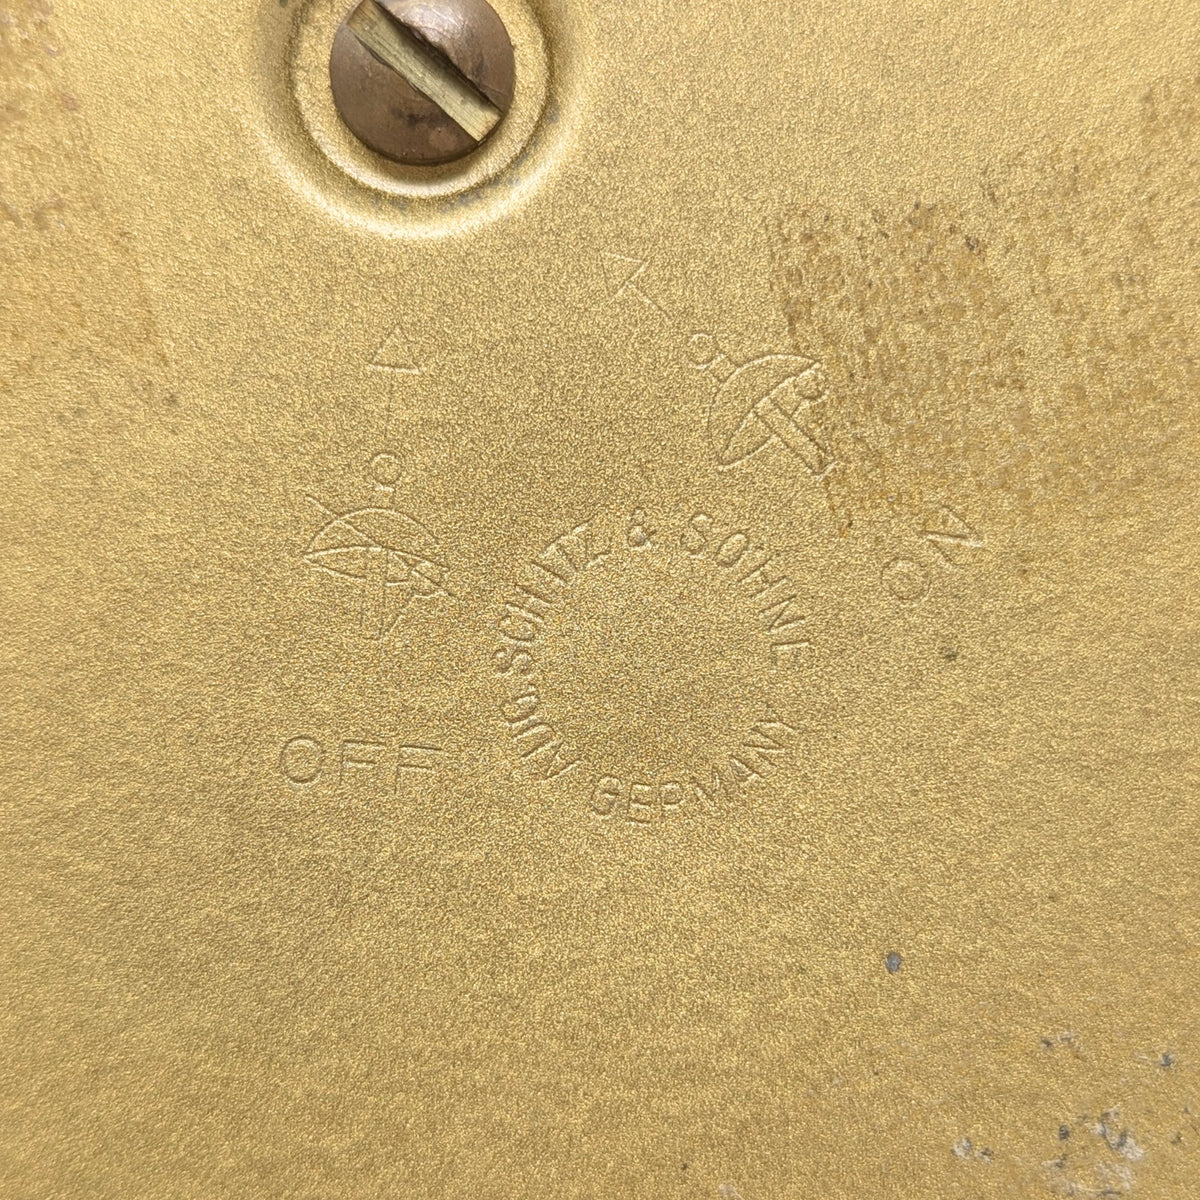 AUG. SCHATZ & SÖHNE
GERMANY
OFF
ON